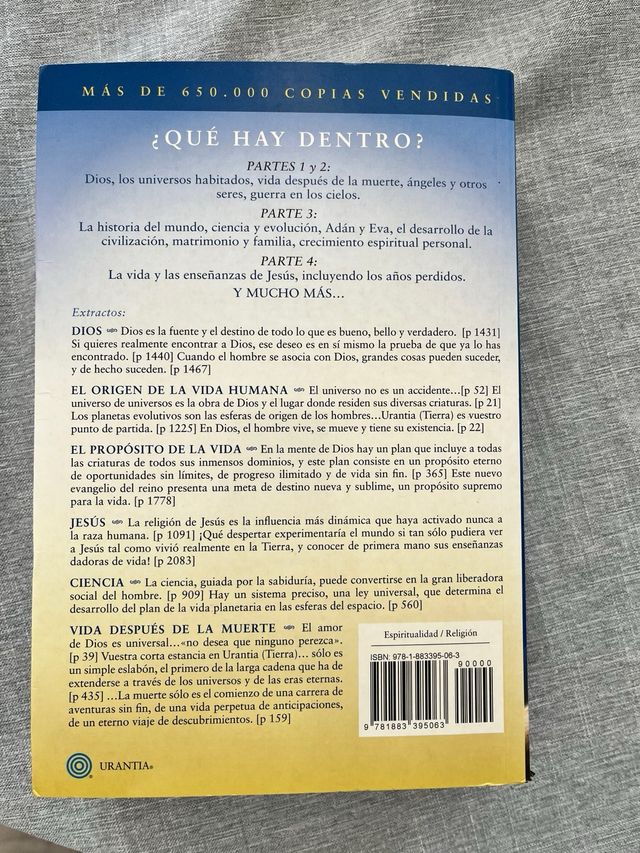 MÁS DE 650.000 COPIAS VENDIDAS
¿QUÉ HAY DENTRO?
PARTES 1 y 2:
Dios, los universos habitados, vida después de la muerte, ángeles y otros
seres, guerra en los cielos.
PARTE 3:
La historia del mundo, ciencia y evolución, Adán y Eva, el desarrollo de la
civilización, matrimonio y familia, crecimiento espiritual personal.
PARTE 4:
La vida y las enseñanzas de Jesús, incluyendo los años perdidos.
Y MUCHO MÁS...
Extractos:
DIOS Dios es la fuente y el destino de todo lo que es bueno, bello y verdadero. [p 1431]
Si quieres realmente encontrar a Dios, ese deseo es en sí mismo la prueba de que ya lo has
encontrado. [p 1440] Cuando el hombre se asocia con Dios, grandes cosas pueden suceder,
y de hecho suceden. [p 1467]
EL ORIGEN DE LA VIDA HUMANA El universo no es un accidente...[p 52] El
universo de universos es la obra de Dios y el lugar donde residen sus diversas criaturas. [p 21]
Los planetas evolutivos son las esferas de origen de los hombres...Urantia (Tierra) es vuestro
punto de partida. [p 1225] En Dios, el hombre vive, se mueve y tiene su existencia. [p 22]
EL PROPÓSITO DE LA VIDA En la mente de Dios hay un plan que incluye a todas
las criaturas de todos sus inmensos dominios, y este plan consiste en un propósito eterno
de oportunidades sin límites, de progreso ilimitado y de vida sin fin. [p 365] Este nuevo
evangelio del reino presenta una meta de destino nueva y sublime, un propósito supremo
para la vida. [p 1778]
JESÚS La religión de Jesús es la influencia más dinámica que haya activado nunca a
la raza humana. [p 1091] ¡Qué despertar experimentaría el mundo si tan sólo pudiera ver
a Jesús tal como vivió realmente en la Tierra, y conocer de primera mano sus enseñanzas
dadoras de vida! [p 2083]
CIENCIA La ciencia, guiada por la sabiduría, puede convertirse en la gran liberadora
social del hombre. [p 909] Hay un sistema preciso, una ley universal, que determina el
desarrollo del plan de la vida planetaria en las esferas del espacio. [p 560]
VIDA DESPUÉS DE LA MUERTE El amor
de Dios es universal...«no desea que ninguno perezca».
[p 39] Vuestra corta estancia en Urantia (Tierra)... sólo es
un simple eslabón, el primero de la larga cadena que ha de
extenderse a través de los universos y de las eras eternas.
[p 435] ...La muerte sólo es el comienzo de una carrera de
aventuras sin fin, de una vida perpetua de anticipaciones,
de un eterno viaje de descubrimientos. [p 159]
Espiritualidad / Religión
ISBN: 978-1-883395-06-3
90000
9 781883 395063
URANTIA®